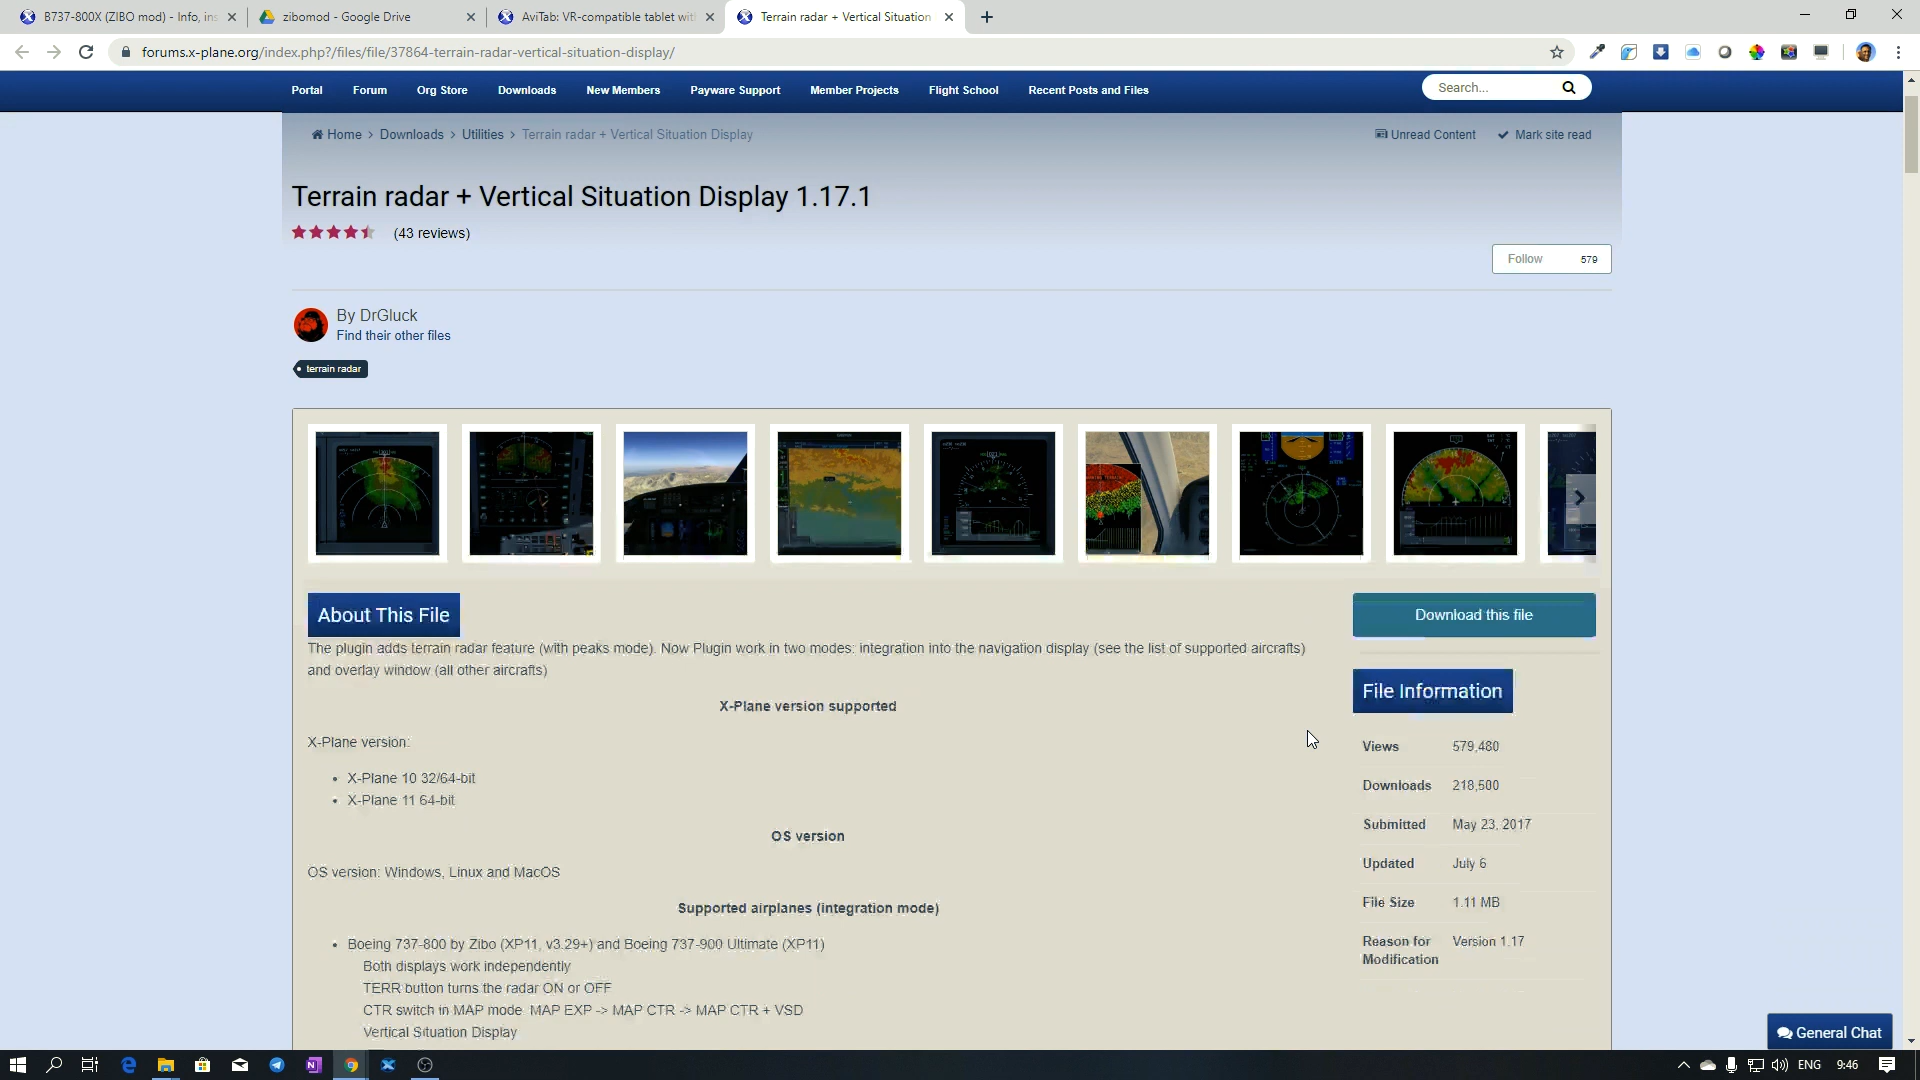 B737-800X (ZIBO mod) - Info, ins
zibomod - Google Drive
AviTab: VR-compatible tablet wit
Terrain radar + Vertical Situation
forums.x-plane.org/index.php?/files/file/37864-terrain-radar-vertical-situation-display/
Portal Forum Org Store Downloads New Members Payware Support Member Projects Flight School Recent Posts and Files
Search...
Home > Downloads > Utilities > Terrain radar + Vertical Situation Display
Unread Content Mark site read
Terrain radar + Vertical Situation Display 1.17.1
(43 reviews)
Follow 579
By DrGluck
Find their other files
terrain radar
About This File
Download this file
The plugin adds terrain radar feature (with peaks mode). Now Plugin work in two modes: integration into the navigation display (see the list of supported aircrafts)
and overlay window (all other aircrafts)
X-Plane version supported
X-Plane version:
• X-Plane 10 32/64-bit
• X-Plane 11 64-bit
OS version
OS version: Windows, Linux and MacOS
Supported airplanes (integration mode)
• Boeing 737-800 by Zibo (XP11, v3.29+) and Boeing 737-900 Ultimate (XP11)
Both displays work independently
TERR button turns the radar ON or OFF
CTR switch in MAP mode MAP EXP -> MAP CTR -> MAP CTR + VSD
Vertical Situation Display
File Information
Views 579,480
Downloads 218,500
Submitted May 23, 2017
Updated July 6
File Size 1.11 MB
Reason for Modification Version 1.17
General Chat
ENG 9:46